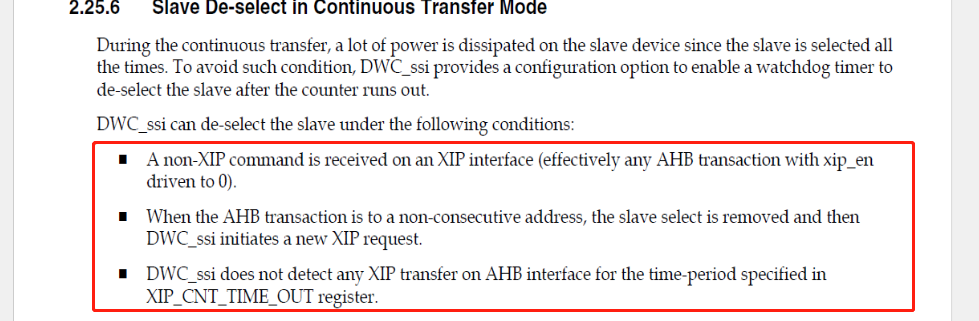 2.25.6 Slave De-select in Continuous Transfer Mode
During the continuous transfer, a lot of power is dissipated on the slave device since the slave is selected all
the times. To avoid such condition, DWC_ssi provides a configuration option to enable a watchdog timer to
de-select the slave after the counter runs out.
DWC_ssi can de-select the slave under the following conditions:
■ A non-XIP command is received on an XIP interface (effectively any AHB transaction with xip_en
driven to 0).
■ When the AHB transaction is to a non-consecutive address, the slave select is removed and then
DWC_ssi initiates a new XIP request.
■ DWC_ssi does not detect any XIP transfer on AHB interface for the time-period specified in
XIP_CNT_TIME_OUT register.